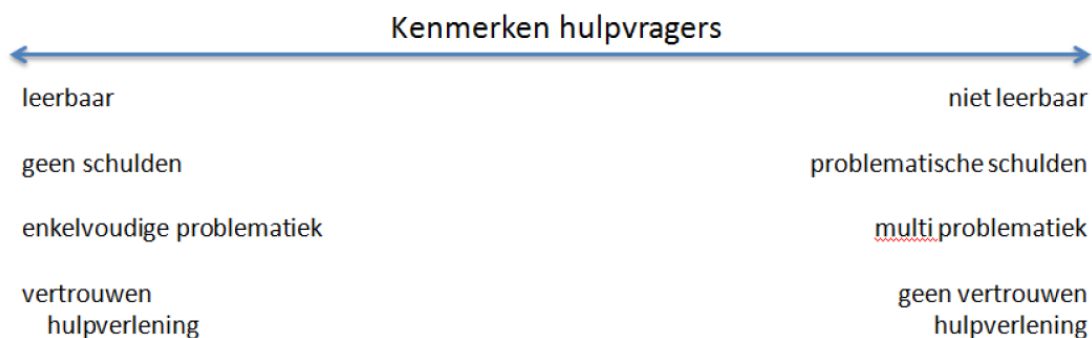 Kenmerken hulpvragers
leerbaar niet leerbaar
geen schulden problematische schulden
enkelvoudige problematiek multi problematiek
vertrouwen geen vertrouwen
hulpverlening hulpverlening